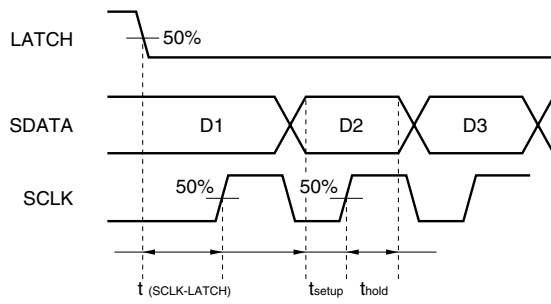 LATCH
50%
SDATA
D1
D2
D3
SCLK
50%
50%
t (SCLK-LATCH)
tsetup
thold